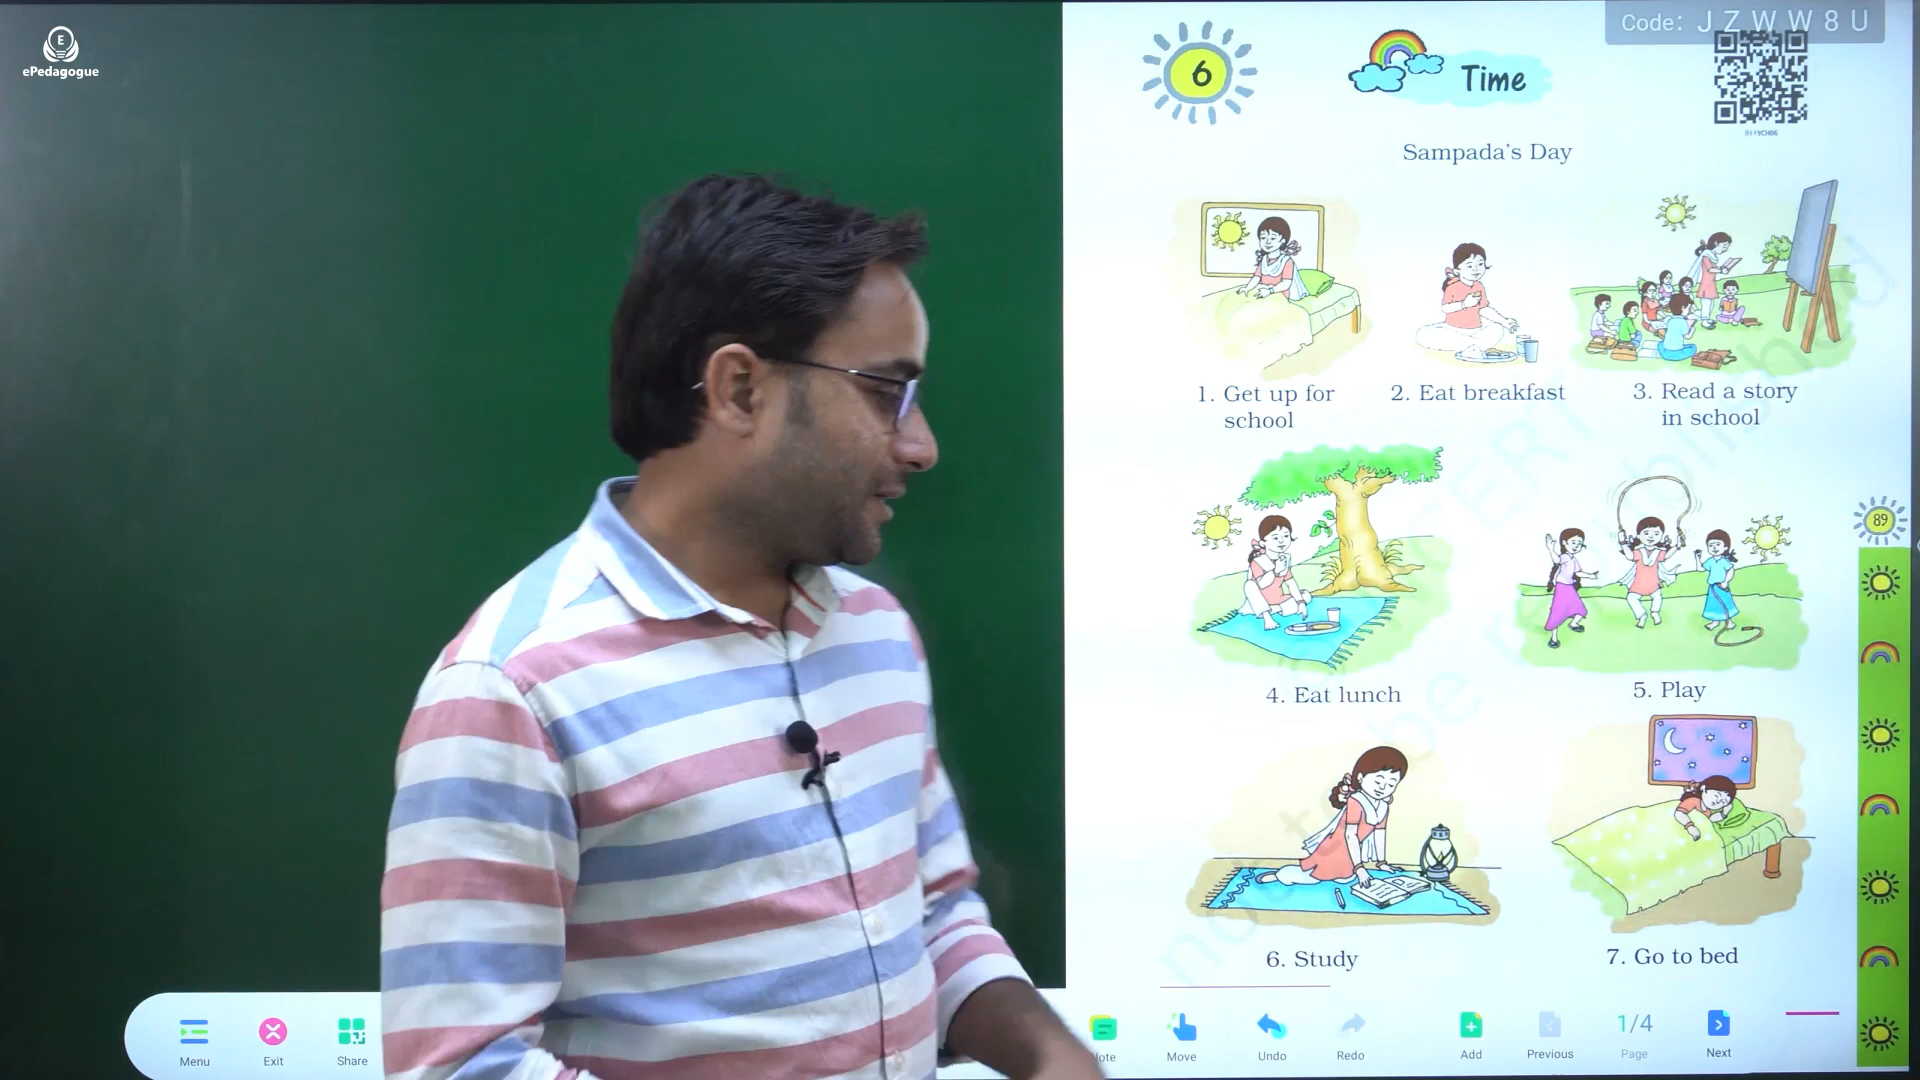 E
ePedagogue
Code: JZWW8U
6
Time
Sampada's Day
1. Get up for
school
2. Eat breakfast
3. Read a story
in school
4. Eat lunch
5. Play
89
6. Study
7. Go to bed
Menu
Exit
Share
Move
Undo
Redo
Add
Previous
1/4
Page
Next